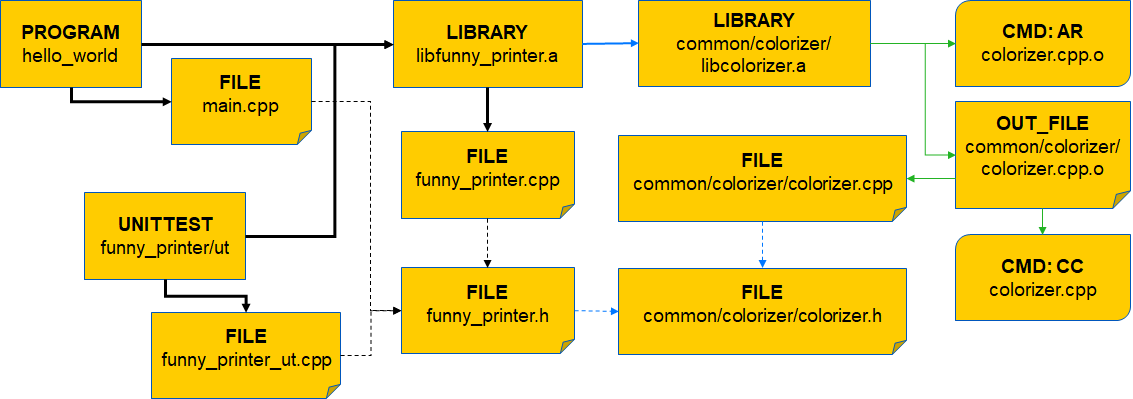 PROGRAM
hello_world
FILE
main.cpp
UNITTEST
funny_printer/ut
FILE
funny_printer_ut.cpp
LIBRARY
libfunny_printer.a
FILE
funny_printer.cpp
FILE
funny_printer.h
LIBRARY
common/colorizer/
libcolorizer.a
FILE
common/colorizer/colorizer.cpp
FILE
common/colorizer/colorizer.h
CMD: AR
colorizer.cpp.o
OUT_FILE
common/colorizer/
colorizer.cpp.o
CMD: CC
colorizer.cpp